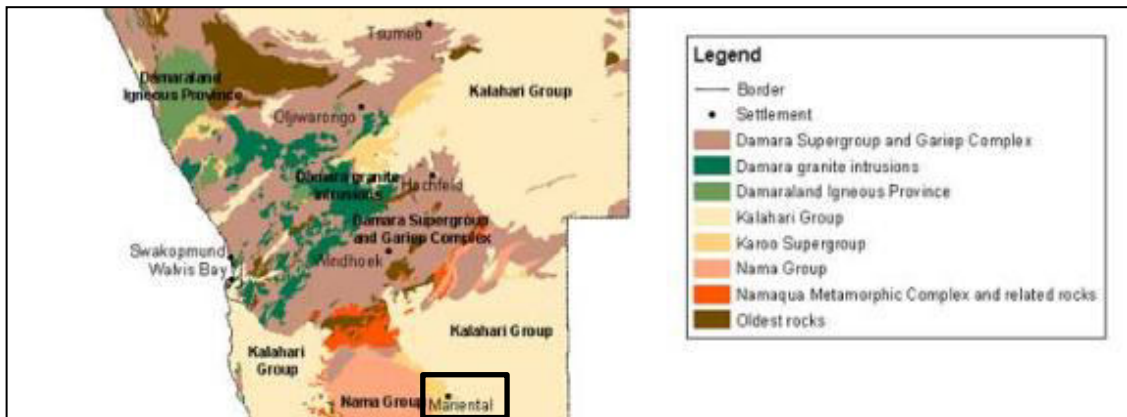 Tsumeb
Damaraland
Igneous Province
Kalahari Group
Otjiwarongo
Damara granite
intrusions
Hochfeld
Damara Supergroup
and Gariep Complex
Swakopmund
Walvis Bay
Windhoek
Kalahari Group
Kalahari
Group
Nama Group
Mariental
Legend
Border
Settlement
Damara Supergroup and Gariep Complex
Damara granite intrusions
Damaraland Igneous Province
Kalahari Group
Karoo Supergroup
Nama Group
Namaqua Metamorphic Complex and related rocks
Oldest rocks